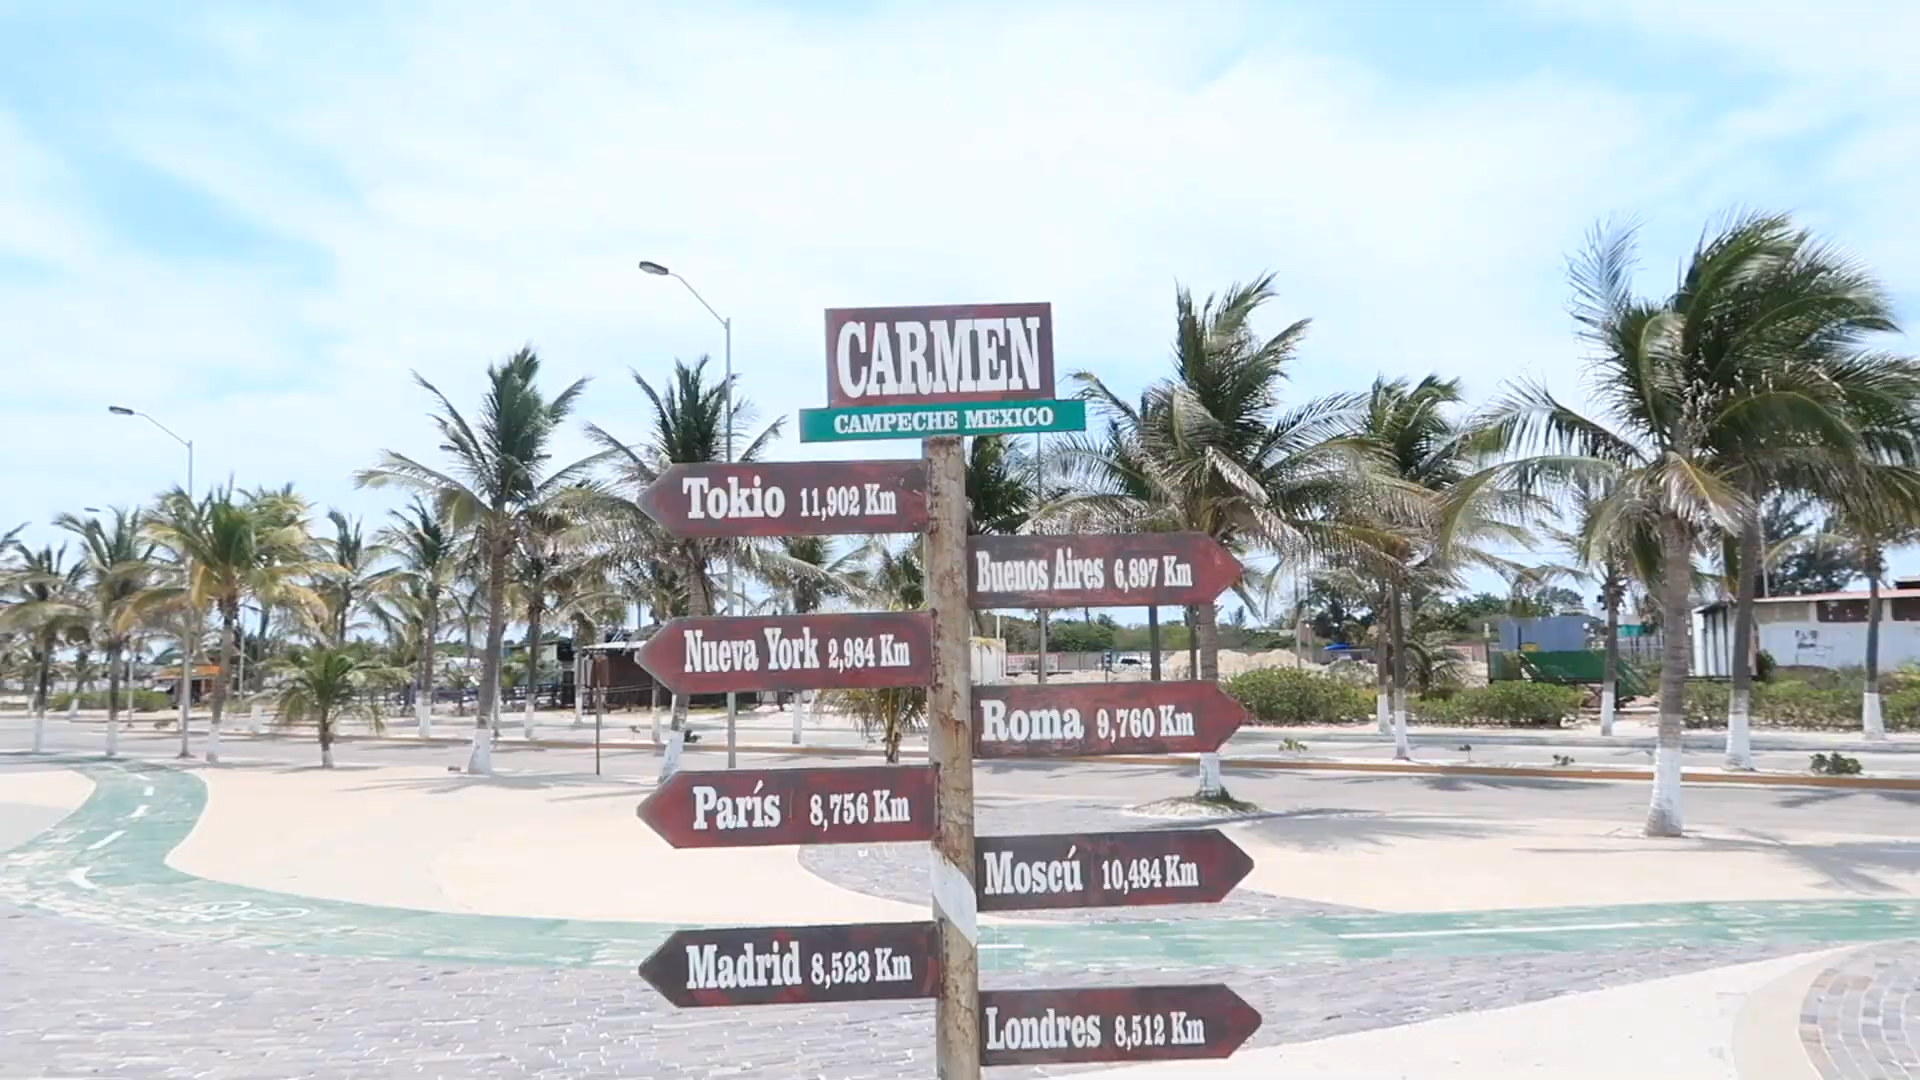 CARMEN
CAMPECHE MEXICO
Tokio 11,902 Km
Buenos Aires 6,897 Km
Nueva York 2,984 Km
Roma 9,760 Km
París 8,756 Km
Moscú 10,484 Km
Madrid 8,523 Km
Londres 8,512 Km